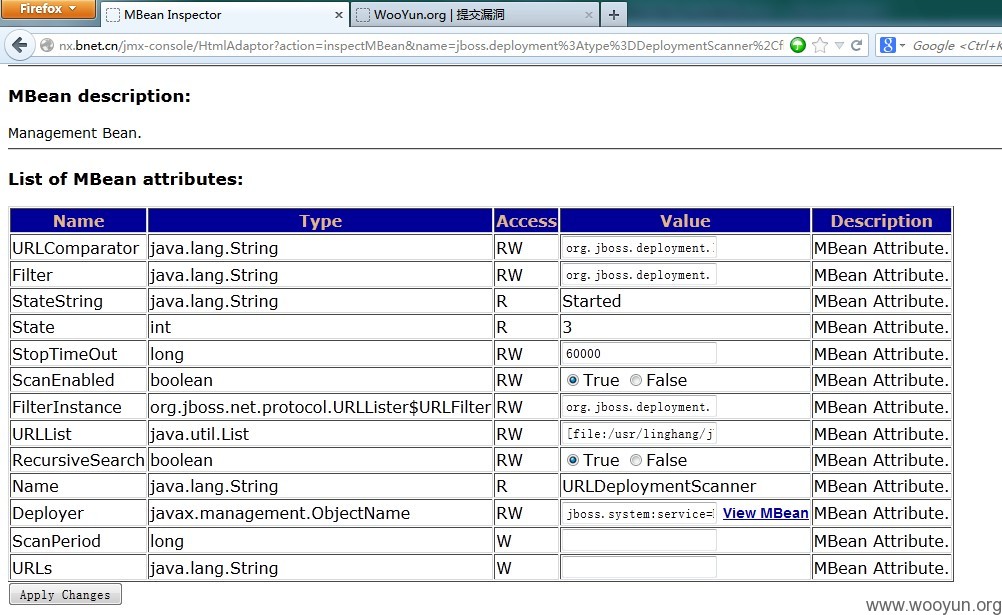 Firefox
MBean Inspector
WooYun.org | 提交漏洞
nx.bnet.cn/jmx-console/HtmlAdaptor?action=inspectMBean&name=jboss.deployment%3Atype%3DDeploymentScanner%2Cf
Google <Ctrl+K
MBean description:
Management Bean.
List of MBean attributes:
Name Type Access Value Description
URLComparator java.lang.String RW org.jboss.deployment. MBean Attribute.
Filter java.lang.String RW org.jboss.deployment. MBean Attribute.
StateString java.lang.String R Started MBean Attribute.
State int R 3 MBean Attribute.
StopTimeOut long RW 60000 MBean Attribute.
ScanEnabled boolean RW True False MBean Attribute.
FilterInstance org.jboss.net.protocol.URLLister$URLFilter RW org.jboss.deployment. MBean Attribute.
URLList java.util.List RW [file:/usr/linghang/j MBean Attribute.
RecursiveSearch boolean RW True False MBean Attribute.
Name java.lang.String R URLDeploymentScanner MBean Attribute.
Deployer javax.management.ObjectName RW jboss.system:service= View MBean MBean Attribute.
ScanPeriod long W MBean Attribute.
URLs java.lang.String W MBean Attribute.
Apply Changes
www.wooyun.org